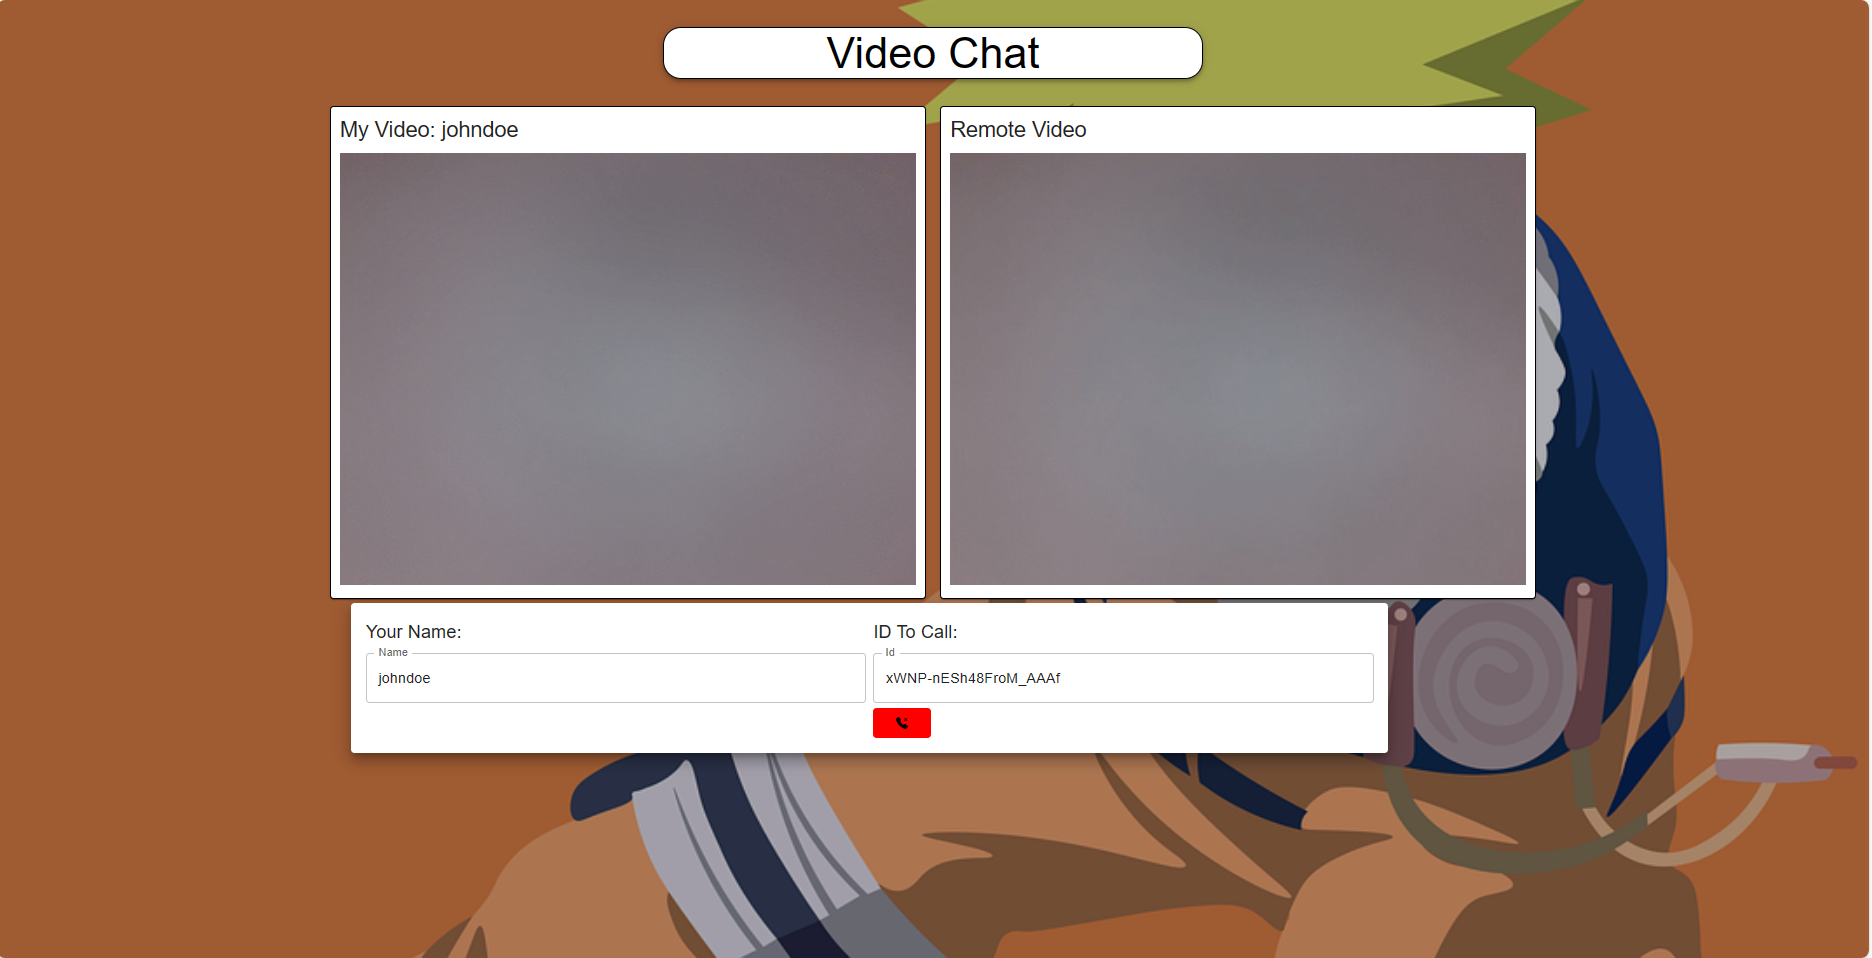 Video Chat
My Video: johndoe
Remote Video
Your Name:
ID To Call:
Name
johndoe
Id
xWNP-nESh48FroM_AAAf